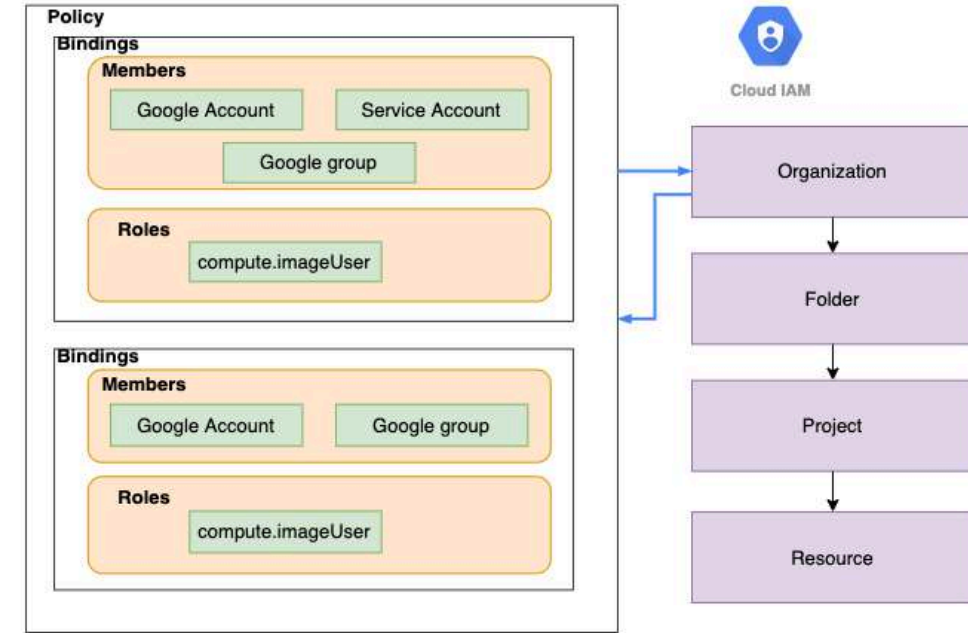 Policy
Bindings
Members
Google Account
Service Account
Google group
Roles
compute.imageUser
Bindings
Members
Google Account
Google group
Roles
compute.imageUser
Cloud IAM
Organization
Folder
Project
Resource